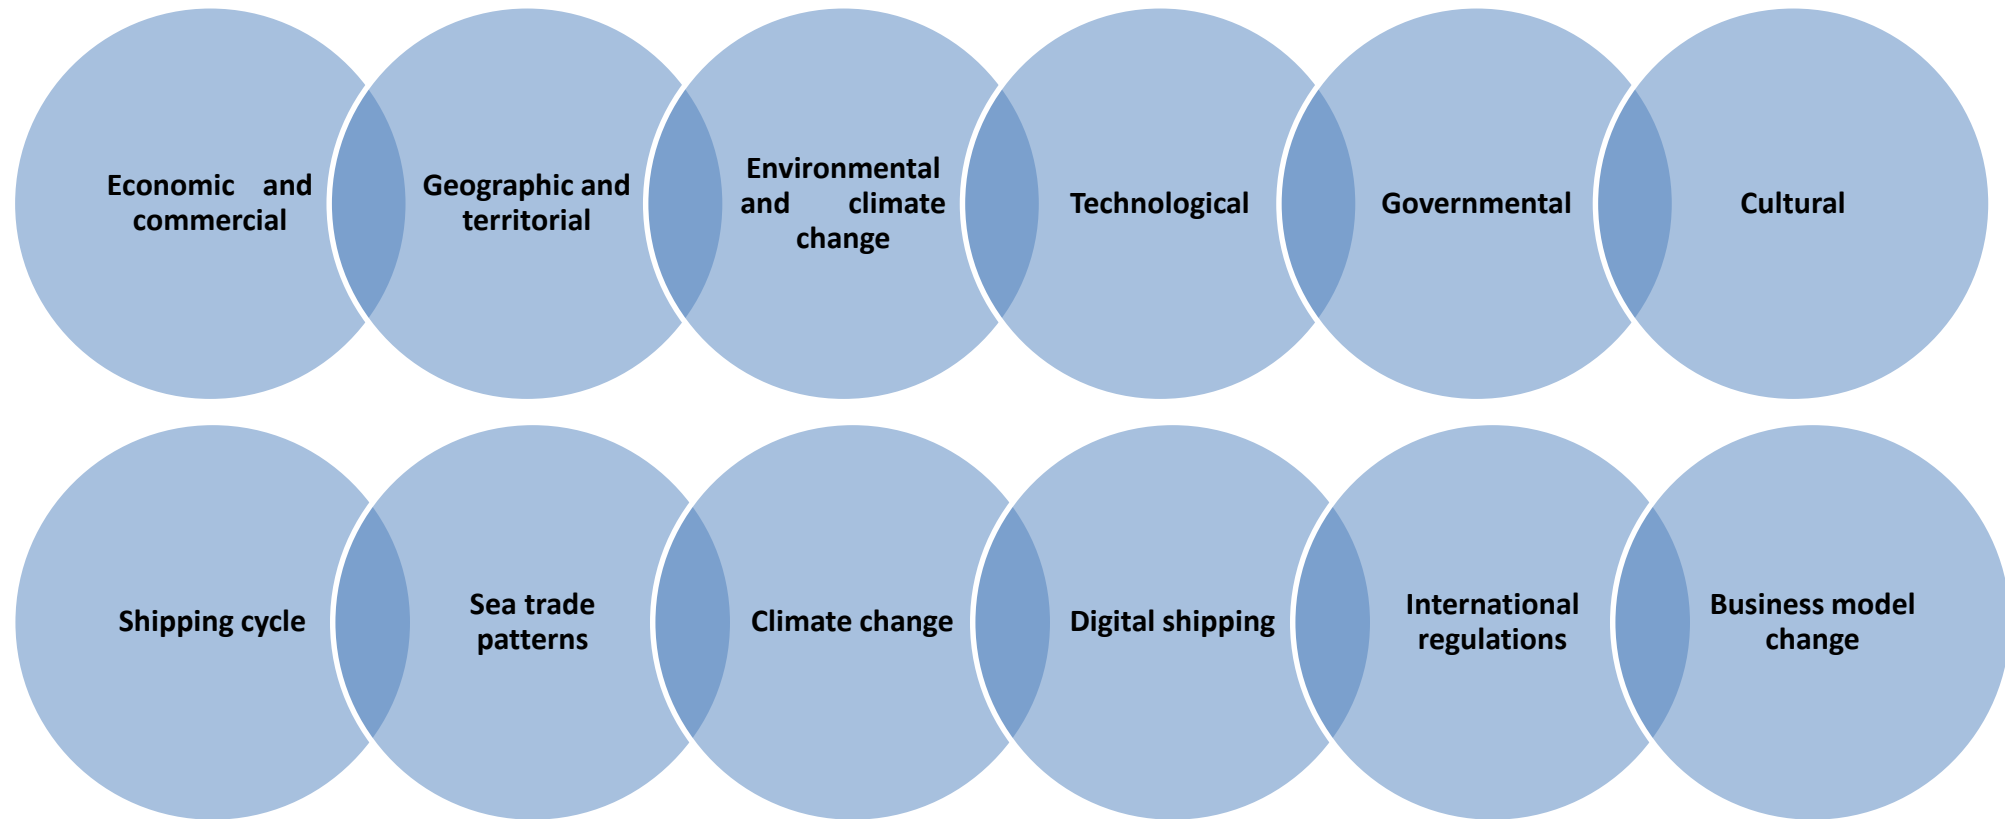 Economic and
commercial
Geographic and
territorial
Environmental
and climate
change
Technological
Governmental
Cultural
Shipping cycle
Sea trade
patterns
Climate change
Digital shipping
International
regulations
Business model
change